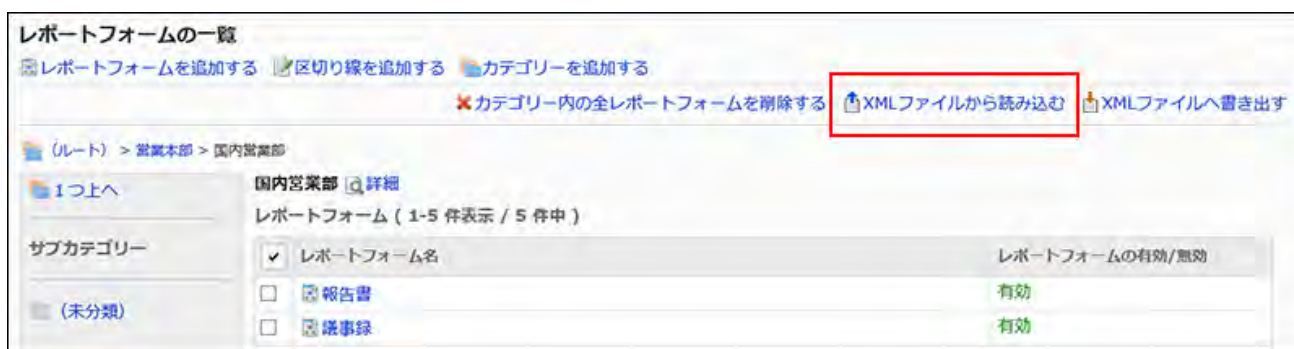 レポートフォームの一覧
レポートフォームを追加する 区切り線を追加する カテゴリーを追加する
カテゴリー内の全レポートフォームを削除する XMLファイルから読み込む XMLファイルへ書き出す
(ルート) > 営業本部 > 国内営業部
1つ上へ
サブカテゴリー
(未分類)
国内営業部 詳細
レポートフォーム ( 1-5 件表示 / 5 件中 )
レポートフォーム名 レポートフォームの有効/無効
報告書 有効
議事録 有効